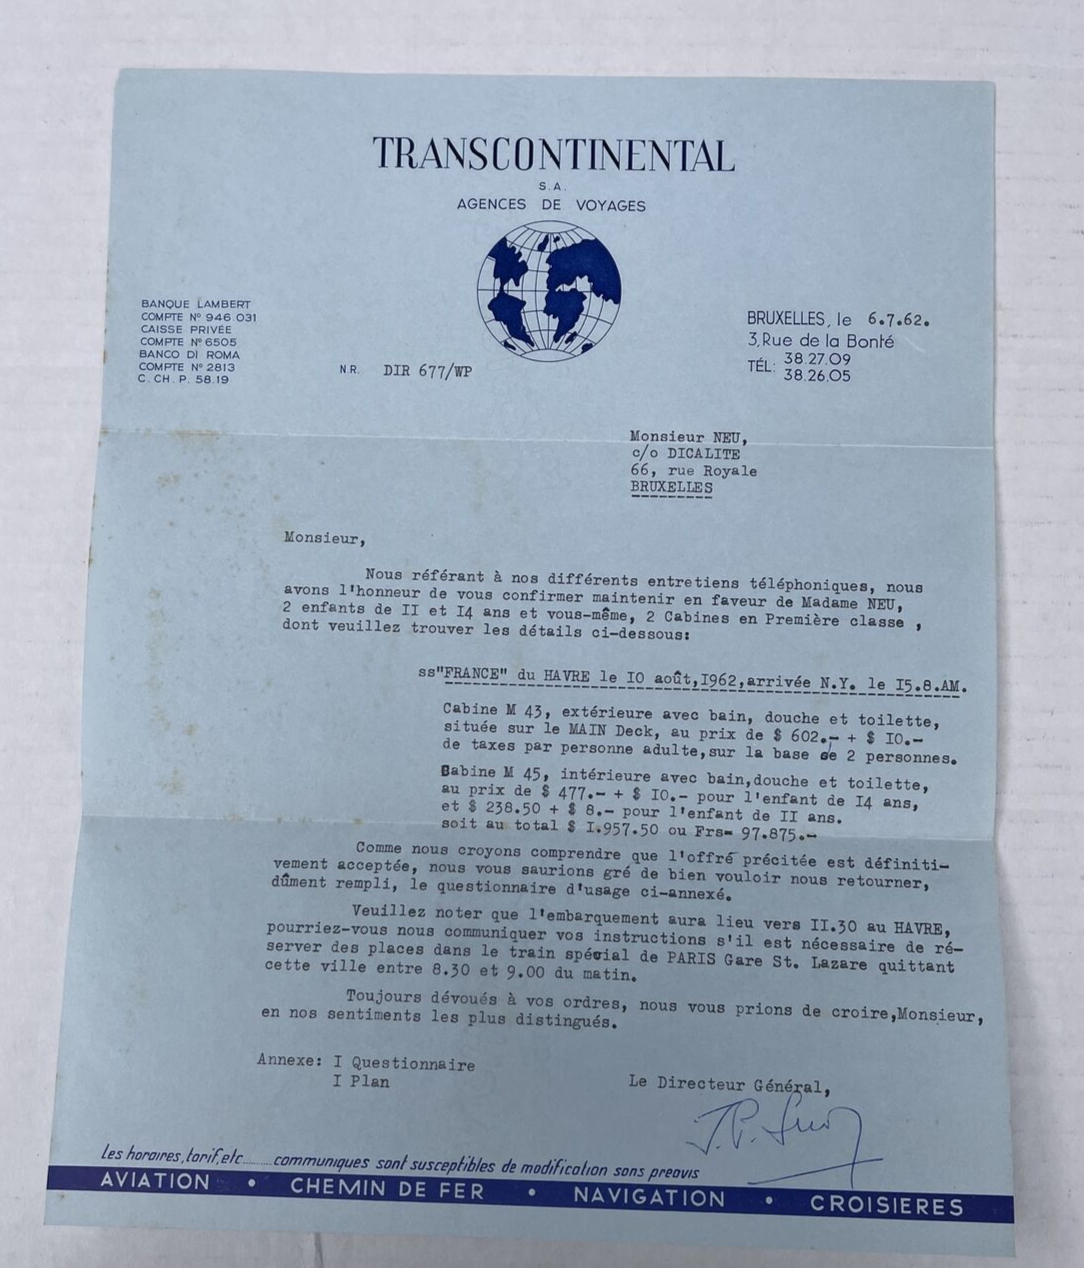 TRANSCONTINENTAL
S.A.
AGENCES DE VOYAGES
BANQUE LAMBERT
COMPTE Nº 946.031
CAISSE PRIVÉE
COMPTE Nº 6505
BANCO DI ROMA
COMPTE Nº 2813
C. CH. P. 58.19
N.R. DIR 677/WP
BRUXELLES, le 6.7.62.
3, Rue de la Bonté
TÉL: 38.27.09
38.26.05
Monsieur NEU,
c/o DICALITE
66, rue Royale
BRUXELLES
Monsieur,
Nous référant à nos différents entretiens téléphoniques, nous
avons l'honneur de vous confirmer maintenir en faveur de Madame NEU,
2 enfants de II et I4 ans et vous-même, 2 Cabines en Première classe ,
dont veuillez trouver les détails ci-dessous:
ss"FRANCE" du HAVRE le IO août,I962,arrivée N.Y. le I5.8.AM.
Cabine M 43, extérieure avec bain, douche et toilette,
située sur le MAIN Deck, au prix de $ 602.- + $ IO.-
de taxes par personne adulte,sur la base de 2 personnes.
Cabine M 45, intérieure avec bain,douche et toilette,
au prix de $ 477.- + $ IO.- pour l'enfant de I4 ans,
et $ 238.50 + $ 8.- pour l'enfant de II ans.
soit au total $ I.957.50 ou Frs= 97.875.-
Comme nous croyons comprendre que l'offre précitée est définiti-
vement acceptée, nous vous saurions gré de bien vouloir nous retourner,
dûment rempli, le questionnaire d'usage ci-annexé.
Veuillez noter que l'embarquement aura lieu vers II.30 au HAVRE,
pourriez-vous nous communiquer vos instructions s'il est nécessaire de ré-
server des places dans le train spécial de PARIS Gare St. Lazare quittant
cette ville entre 8.30 et 9.00 du matin.
Toujours dévoués à vos ordres, nous vous prions de croire,Monsieur,
en nos sentiments les plus distingués.
Annexe: I Questionnaire
I Plan
Le Directeur Général,
Les horaires, tarif, etc........communiques sont susceptibles de modification sans preavis
AVIATION • CHEMIN DE FER • NAVIGATION • CROISIERES